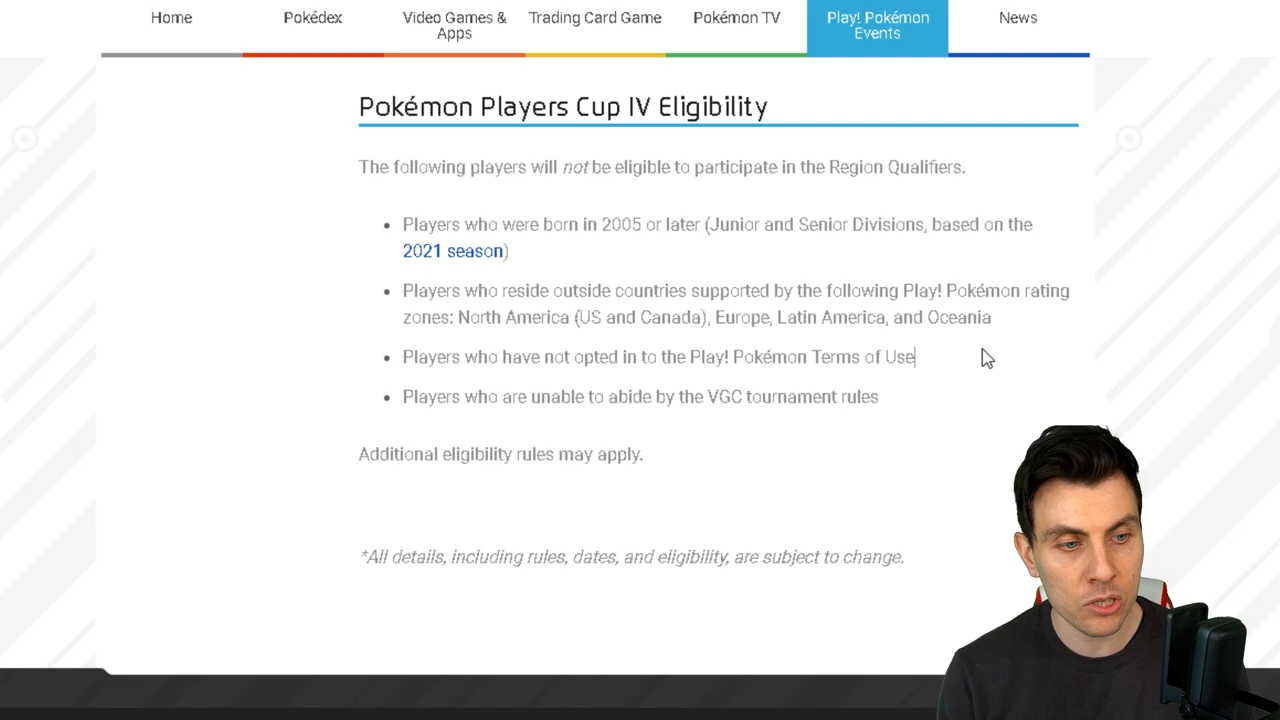 Home
Pokédex
Video Games & Apps
Trading Card Game
Pokémon TV
Play! Pokémon Events
News
Pokémon Players Cup IV Eligibility
The following players will not be eligible to participate in the Region Qualifiers.
Players who were born in 2005 or later (Junior and Senior Divisions, based on the
2021 season)
Players who reside outside countries supported by the following Play! Pokémon rating
zones: North America (US and Canada), Europe, Latin America, and Oceania
Players who have not opted in to the Play! Pokémon Terms of Use
Players who are unable to abide by the VGC tournament rules
Additional eligibility rules may apply.
*All details, including rules, dates, and eligibility, are subject to change.